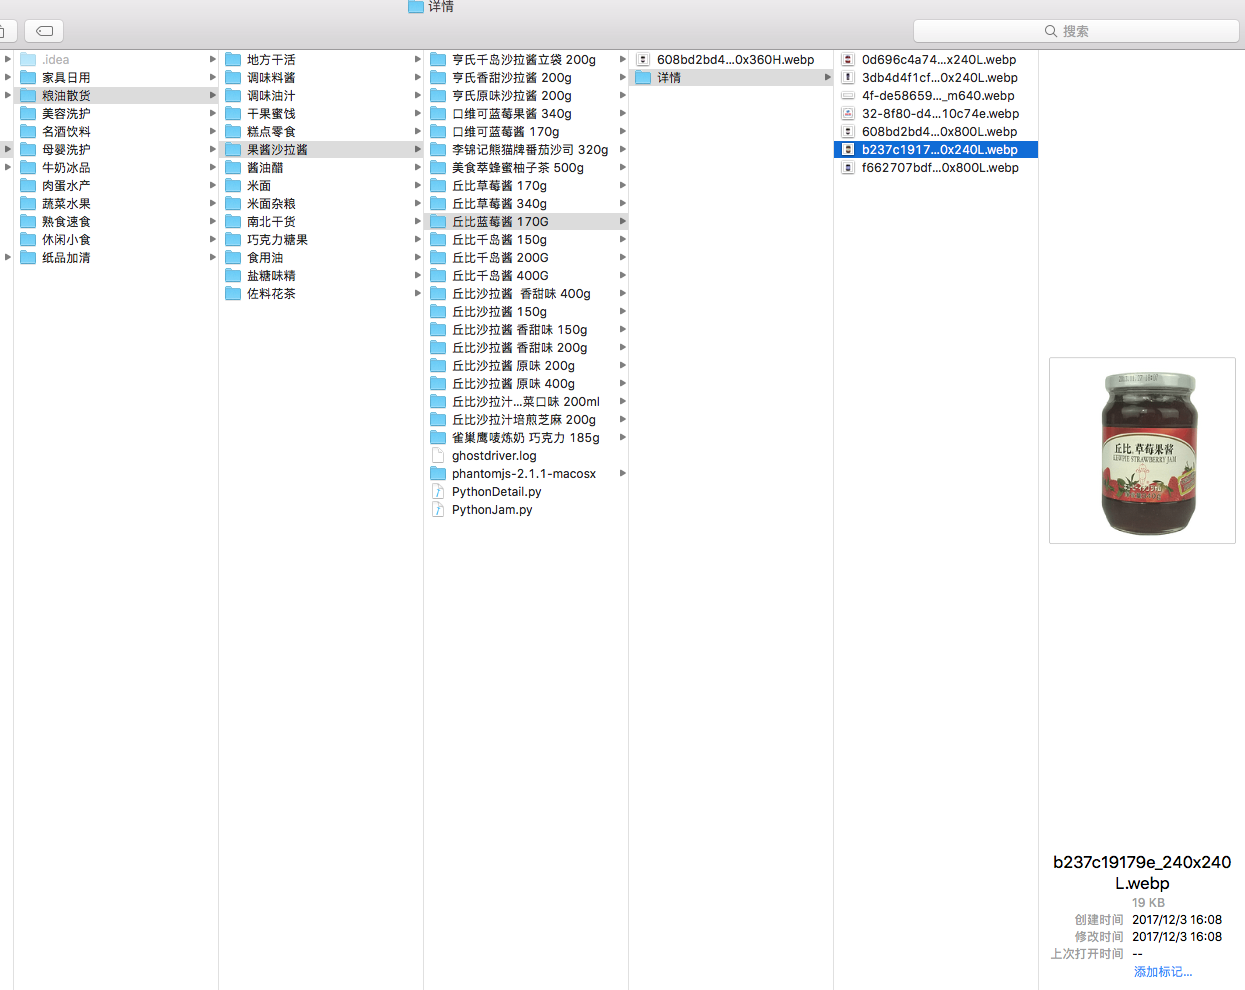 详情
搜索
.idea
家具日用
粮油散货
美容洗护
名酒饮料
母婴洗护
牛奶冰品
肉蛋水产
蔬菜水果
熟食速食
休闲小食
纸品加清
地方干活
调味料酱
调味油汁
干果蜜饯
糕点零食
果酱沙拉酱
酱油醋
米面
米面杂粮
南北干货
巧克力糖果
食用油
盐糖味精
佐料花茶
亨氏千岛沙拉酱立袋 200g
亨氏香甜沙拉酱 200g
亨氏原味沙拉酱 200g
口维可蓝莓果酱 340g
口维可蓝莓酱 170g
李锦记熊猫牌番茄沙司 320g
美食萃蜂蜜柚子茶 500g
丘比草莓酱 170g
丘比草莓酱 340g
丘比蓝莓酱 170G
丘比千岛酱 150g
丘比千岛酱 200G
丘比千岛酱 400G
丘比沙拉酱  香甜味 400g
丘比沙拉酱 150g
丘比沙拉酱 香甜味 150g
丘比沙拉酱 香甜味 200g
丘比沙拉酱 原味 200g
丘比沙拉酱 原味 400g
丘比沙拉汁...菜口味 200ml
丘比沙拉汁培煎芝麻 200g
雀巢鹰唛炼奶 巧克力 185g
ghostdriver.log
phantomjs-2.1.1-macosx
PythonDetail.py
PythonJam.py
608bd2bd4...0x360H.webp
详情
0d696c4a74...x240L.webp
3db4d4f1cf...0x240L.webp
4f-de58659..._m640.webp
32-8f80-d4...10c74e.webp
608bd2bd4...0x800L.webp
b237c1917...0x240L.webp
f662707bdf...0x800L.webp
丘比 草莓果酱
KEWPIE STRAWBERRY JAM
b237c19179e_240x240
L.webp
19 KB
创建时间 2017/12/3 16:08
修改时间 2017/12/3 16:08
上次打开时间 --
添加标记...